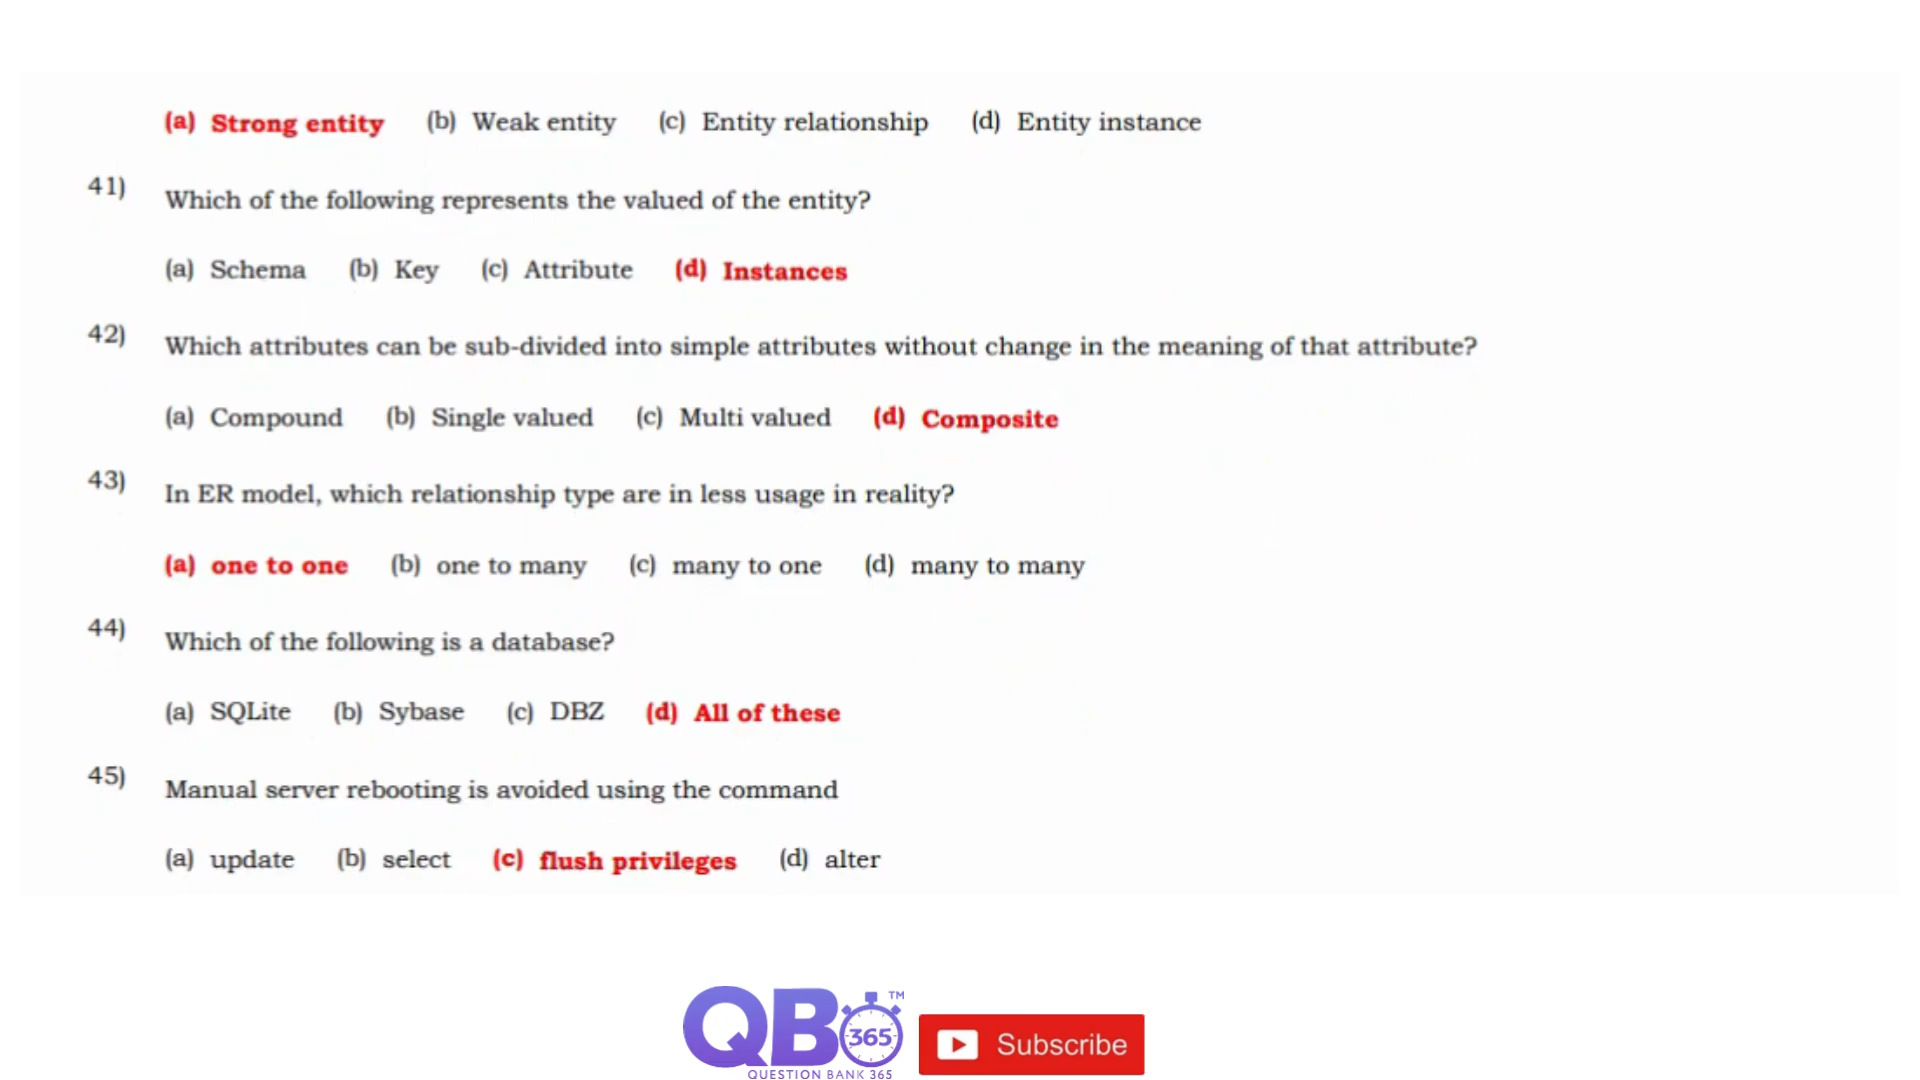 (a) Strong entity (b) Weak entity (c) Entity relationship (d) Entity instance
41) Which of the following represents the valued of the entity?
(a) Schema (b) Key (c) Attribute (d) Instances
42) Which attributes can be sub-divided into simple attributes without change in the meaning of that attribute?
(a) Compound (b) Single valued (c) Multi valued (d) Composite
43) In ER model, which relationship type are in less usage in reality?
(a) one to one (b) one to many (c) many to one (d) many to many
44) Which of the following is a database?
(a) SQLite (b) Sybase (c) DBZ (d) All of these
45) Manual server rebooting is avoided using the command
(a) update (b) select (c) flush privileges (d) alter
QB 365 ™
QUESTION BANK 365
Subscribe